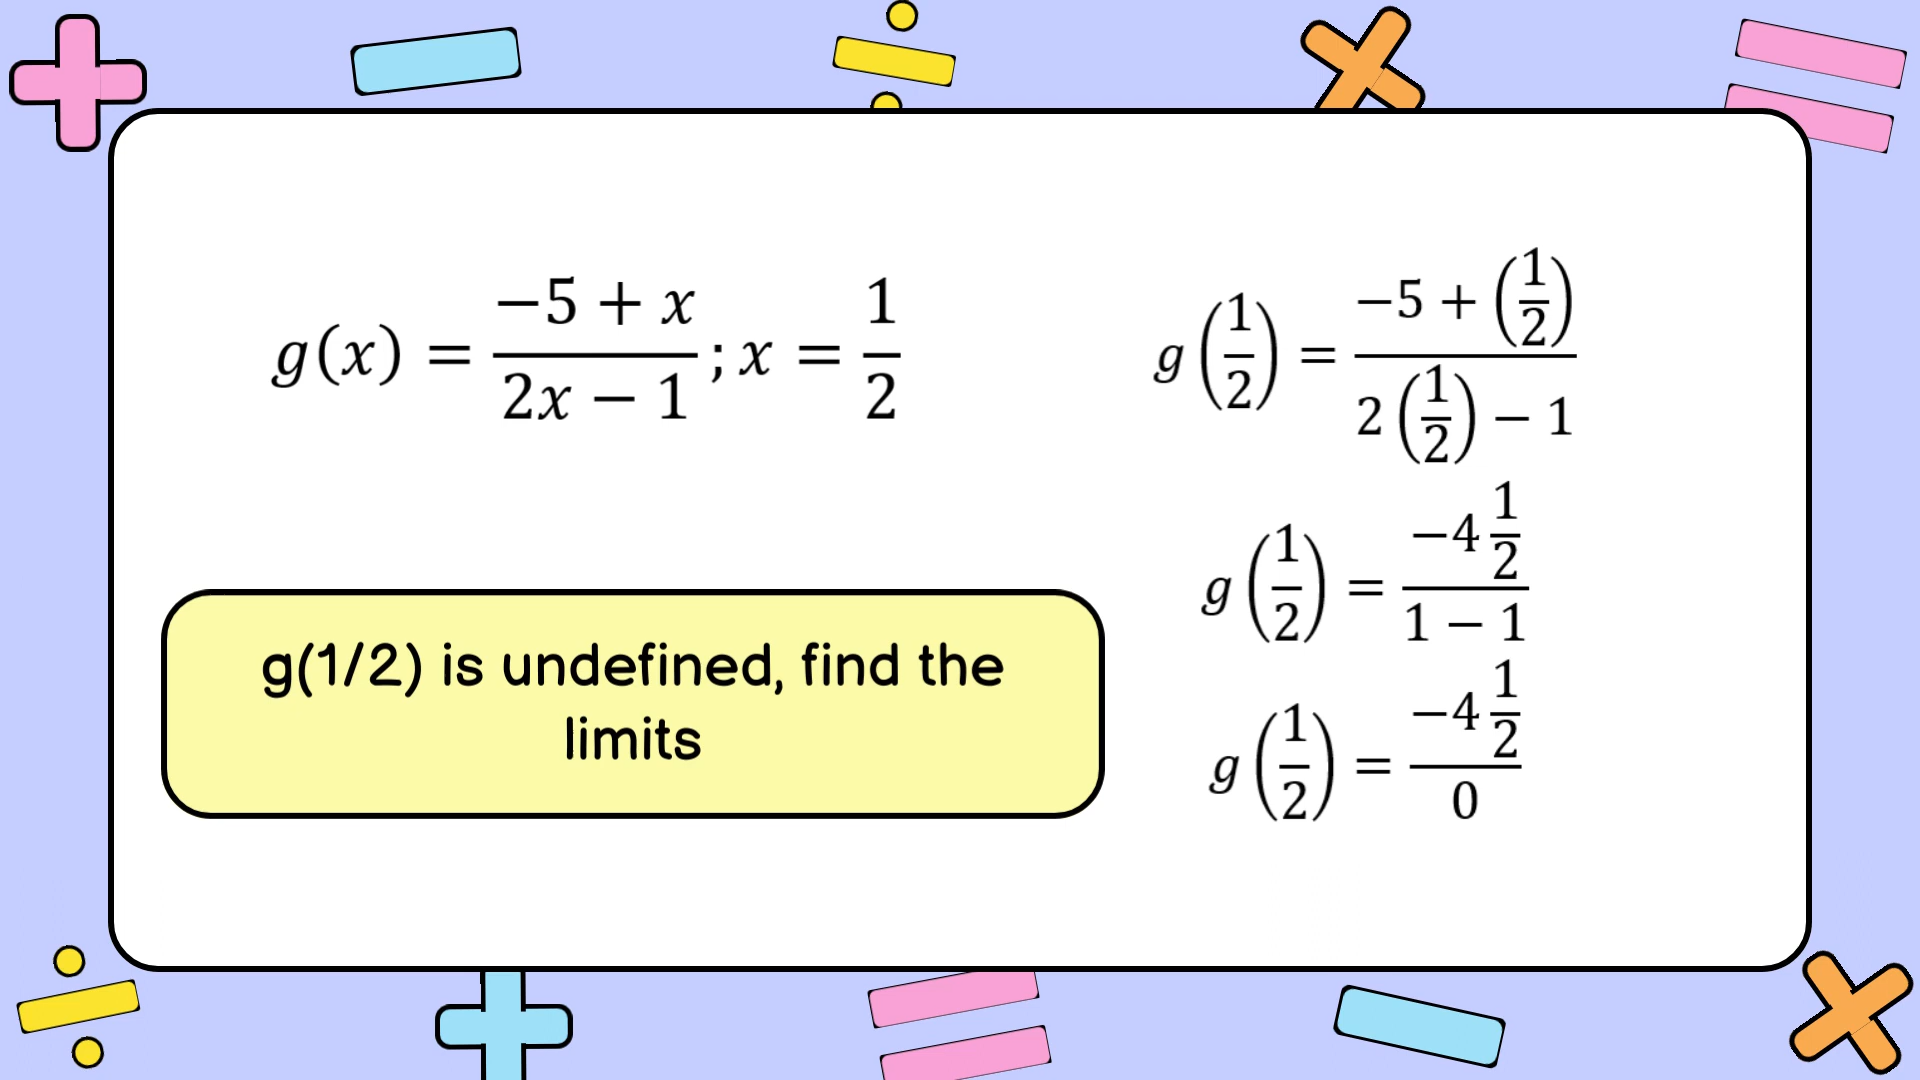 g(x) = (−5 + x)/(2x − 1) ; x = 1/2
g(1/2) is undefined, find the
limits
g(1/2) = (−5 + (1/2))/(2(1/2) − 1)
g(1/2) = (−4 1/2)/(1 − 1)
g(1/2) = (−4 1/2)/0